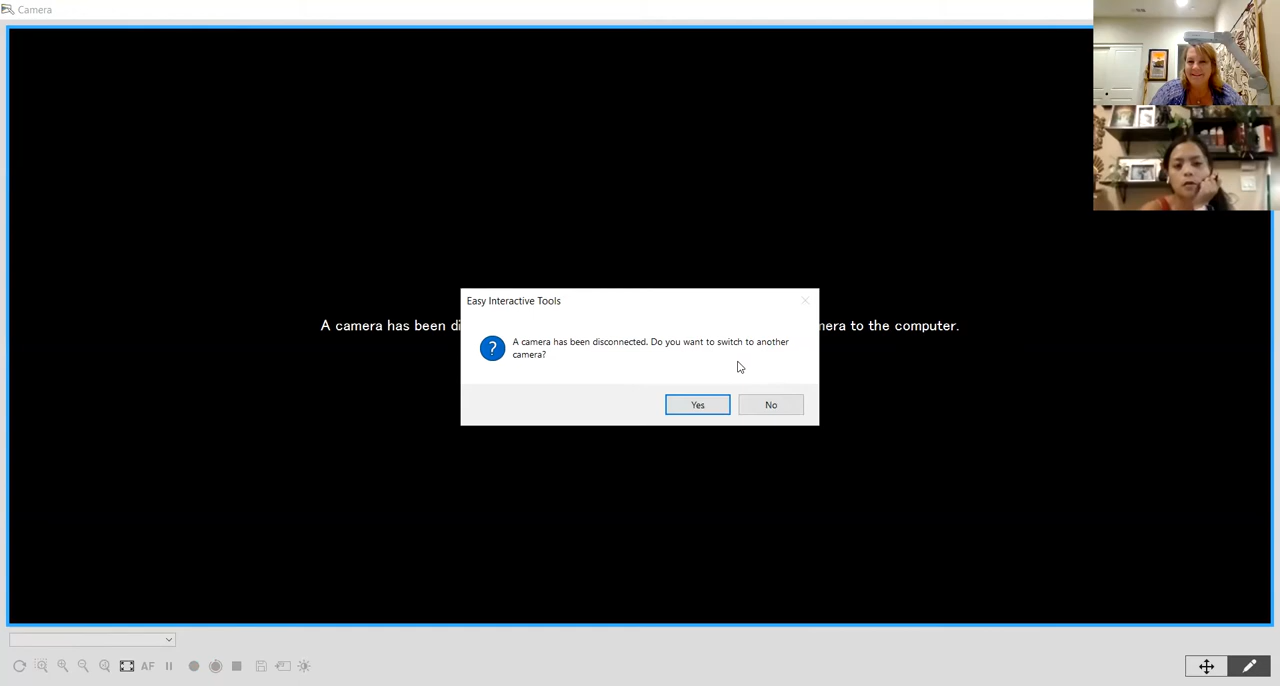 Camera
Easy Interactive Tools
A camera has been di
mera to the computer.
?
A camera has been disconnected. Do you want to switch to another
camera?
Yes
No
AF